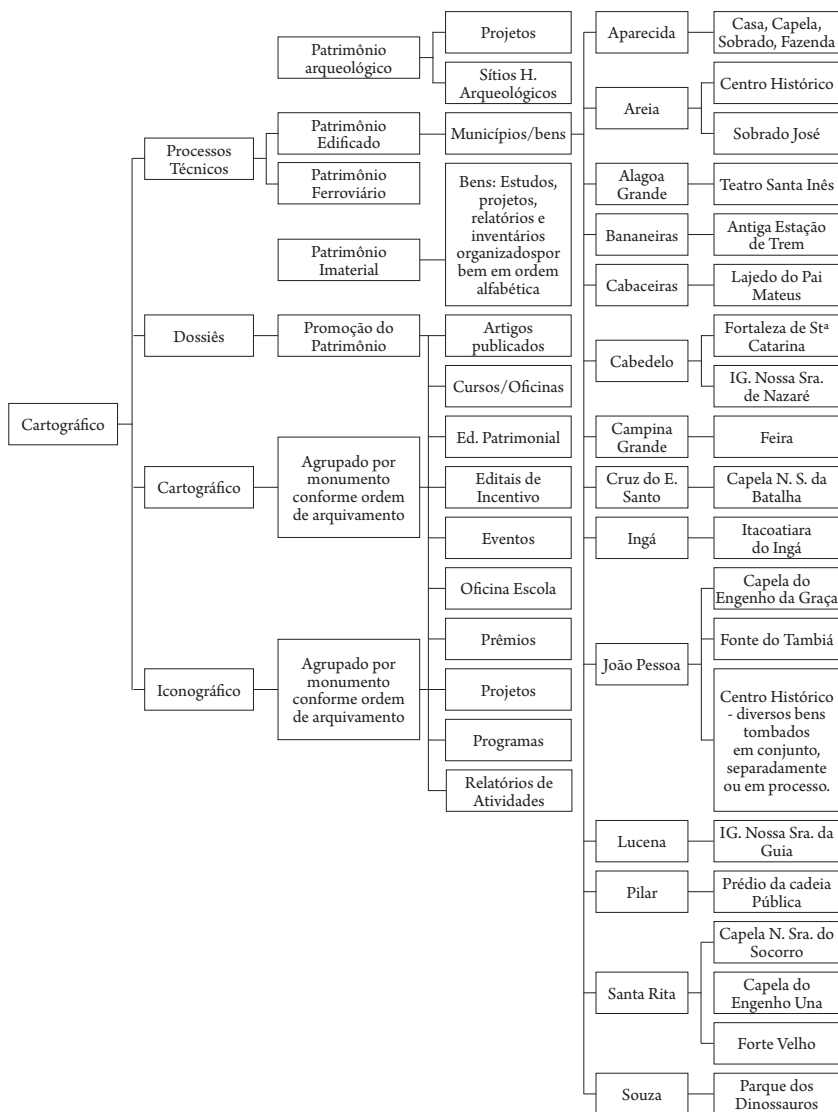 Cartográfico
Processos
Técnicos
Dossiês
Cartográfico
Iconográfico
Patrimônio
arqueológico
Patrimônio
Edificado
Patrimônio
Ferroviário
Patrimônio
Imaterial
Promoção do
Patrimônio
Agrupado por
monumento
conforme ordem
de arquivamento
Agrupado por
monumento
conforme ordem
de arquivamento
Projetos
Sítios H.
Arqueológicos
Municípios/bens
Bens: Estudos,
projetos,
relatórios e
inventários
organizadospor
bem em ordem
alfabética
Artigos
publicados
Cursos/Oficinas
Ed. Patrimonial
Editais de
Incentivo
Eventos
Oficina Escola
Prêmios
Projetos
Programas
Relatórios de
Atividades
Aparecida
Casa, Capela,
Sobrado, Fazenda
Areia
Centro Histórico
Sobrado José
Alagoa
Grande
Teatro Santa Inês
Bananeiras
Antiga Estação
de Trem
Cabaceiras
Lajedo do Pai
Mateus
Cabedelo
Fortaleza de Stª
Catarina
IG. Nossa Sra.
de Nazaré
Campina
Grande
Feira
Cruz do E.
Santo
Capela N. S. da
Batalha
Ingá
Itacoatiara
do Ingá
João Pessoa
Capela do
Engenho da Graça
Fonte do Tambiá
Centro Histórico
- diversos bens
tombados
em conjunto,
separadamente
ou em processo.
Lucena
IG. Nossa Sra. da
Guia
Pilar
Prédio da cadeia
Pública
Santa Rita
Capela N. Sra. do
Socorro
Capela do
Engenho Una
Forte Velho
Souza
Parque dos
Dinossauros